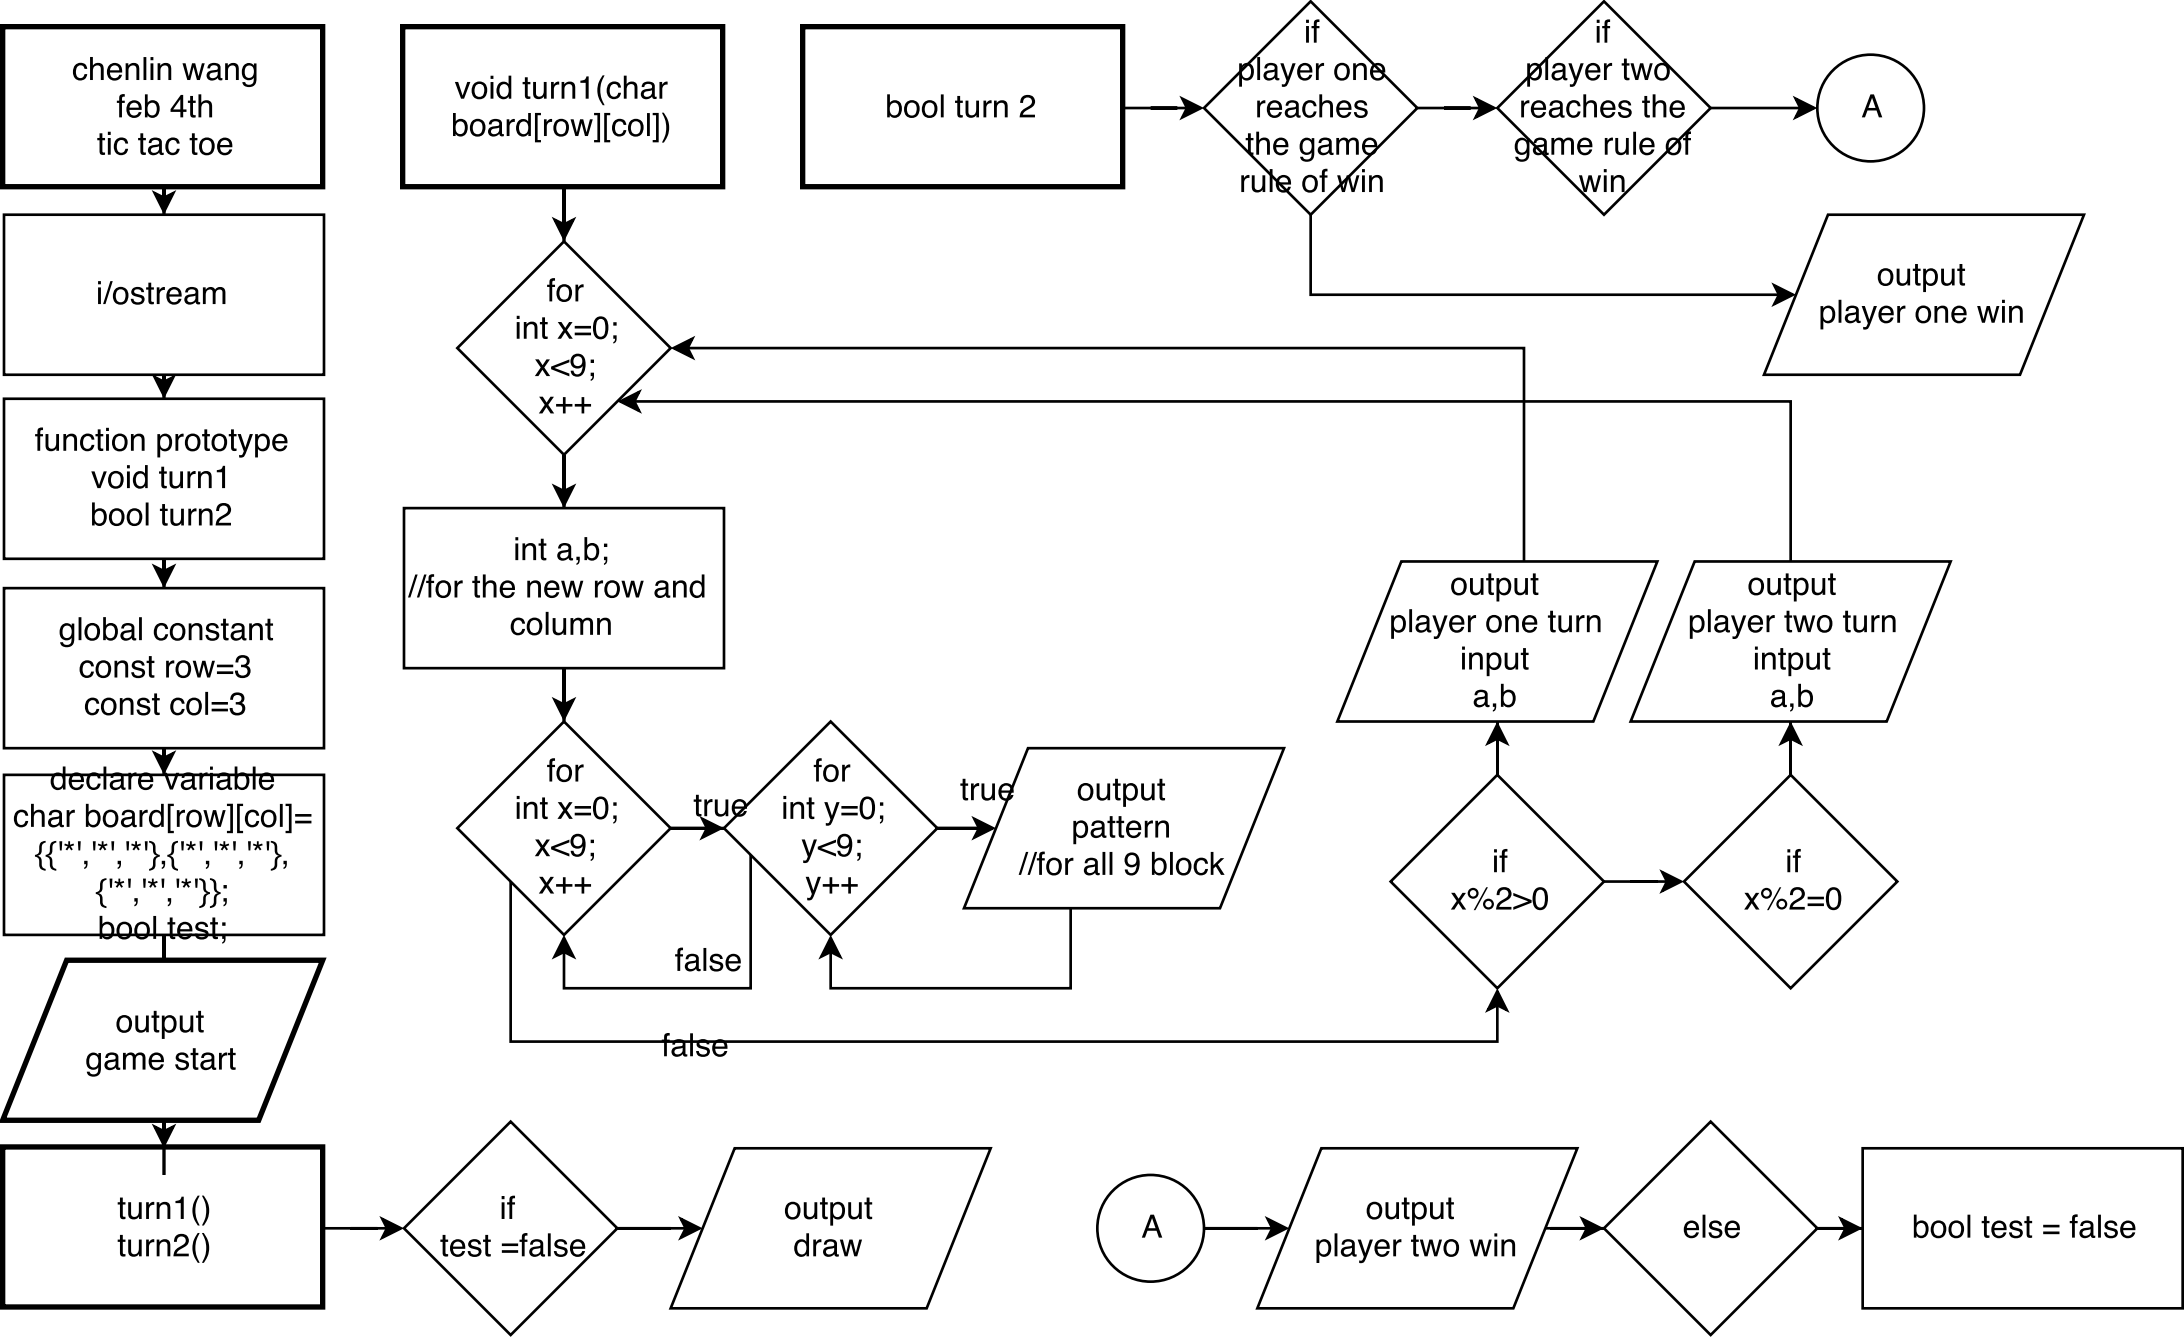 chenlin wang
feb 4th
tic tac toe
i/ostream
function prototype
void turn1
bool turn2
global constant
const row=3
const col=3
declare variable
char board[row][col]=
{{'*','*','*'},{'*','*','*'},
{'*','*','*'}};
bool test;
output
game start
turn1()
turn2()
if
test =false
output
draw
void turn1(char
board[row][col])
for
int x=0;
x<9;
x++
int a,b;
//for the new row and
column
for
int x=0;
x<9;
x++
true
false
false
for
int y=0;
y<9;
y++
true
output
pattern
//for all 9 block
if
x%2>0
if
x%2=0
output
player one turn
input
a,b
output
player two turn
intput
a,b
bool turn 2
if
player one
reaches
the game
rule of win
if
player two
reaches the
game rule of
win
A
output
player one win
A
output
player two win
else
bool test = false